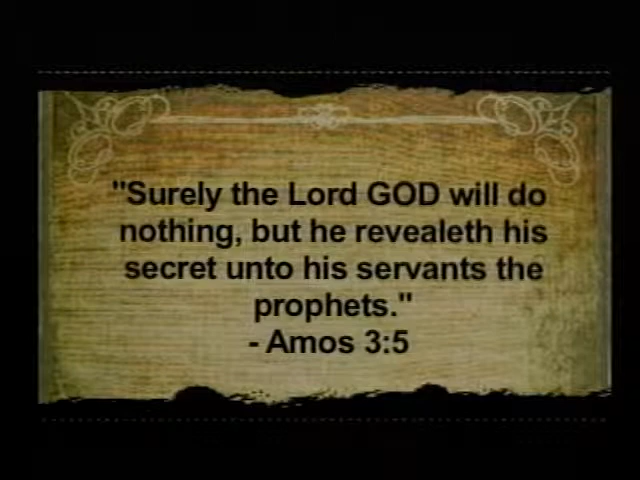 "Surely the Lord GOD will do
nothing, but he revealeth his
secret unto his servants the
prophets."
- Amos 3:5